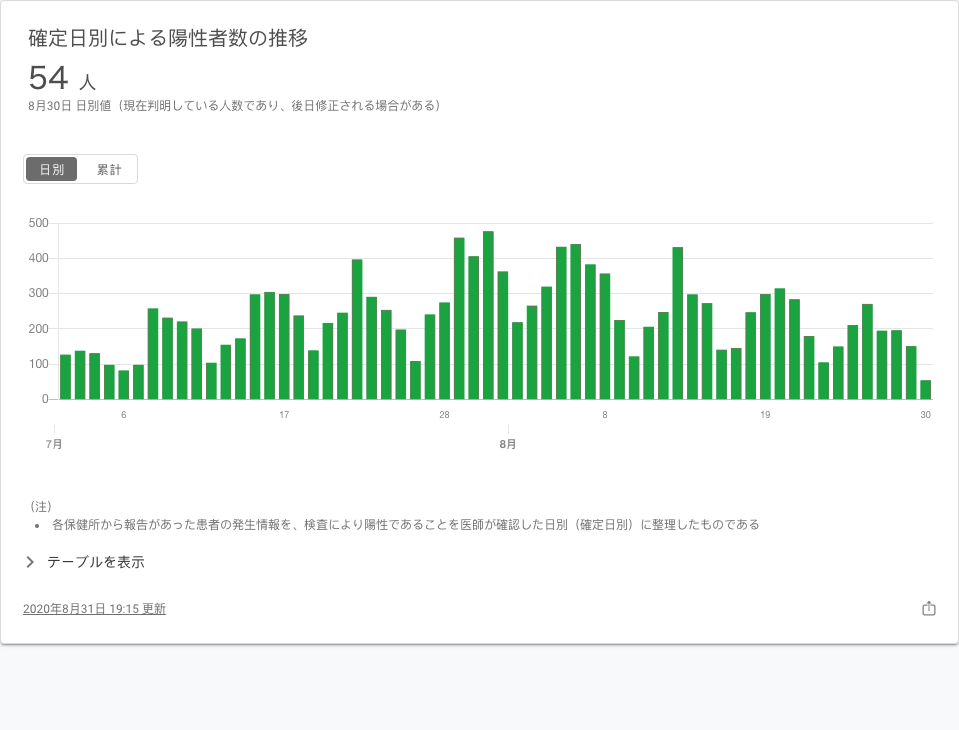 確定日別による陽性者数の推移
54 人
8月30日 日別値（現在判明している人数であり、後日修正される場合がある）
日別 累計
500
400
300
200
100
0
6 17 28 8 19 30
7月 8月
（注）
• 各保健所から報告があった患者の発生情報を、検査により陽性であることを医師が確認した日別（確定日別）に整理したものである
テーブルを表示
2020年8月31日 19:15 更新